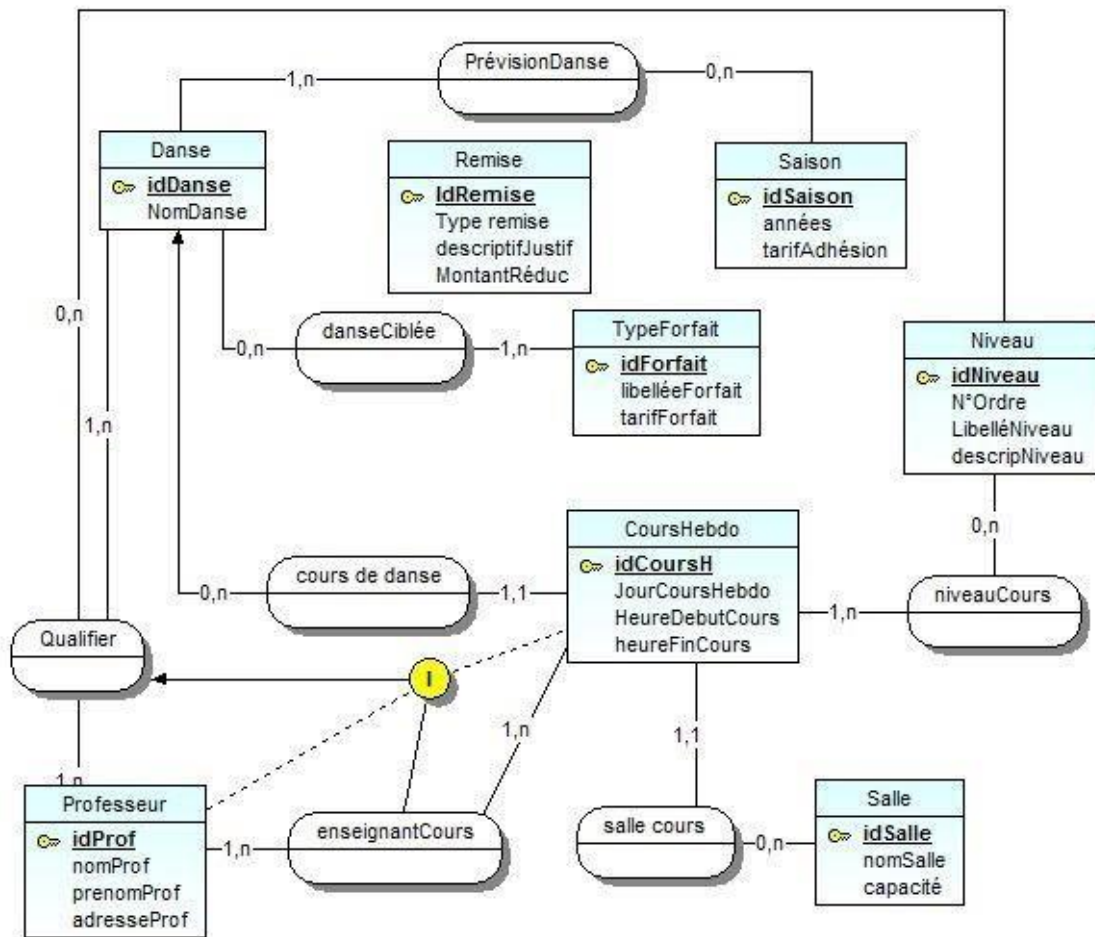 PrévisionDanse
1,n
0,n
Danse
idDanse
NomDanse
Remise
IdRemise
Type remise
descriptifJustif
MontantRéduc
Saison
idSaison
années
tarifAdhésion
0,n
danseCiblée
0,n
1,n
TypeForfait
idForfait
libelléeForfait
tarifForfait
Niveau
idNiveau
N°Ordre
LibelléNiveau
descripNiveau
1,n
0,n
CoursHebdo
idCoursH
JourCoursHebdo
HeureDebutCours
heureFinCours
cours de danse
0,n
1,1
1,n
niveauCours
Qualifier
I
1,n
1,1
1,n
Professeur
idProf
nomProf
prenomProf
adresseProf
1,n
enseignantCours
salle cours
0,n
Salle
idSalle
nomSalle
capacité